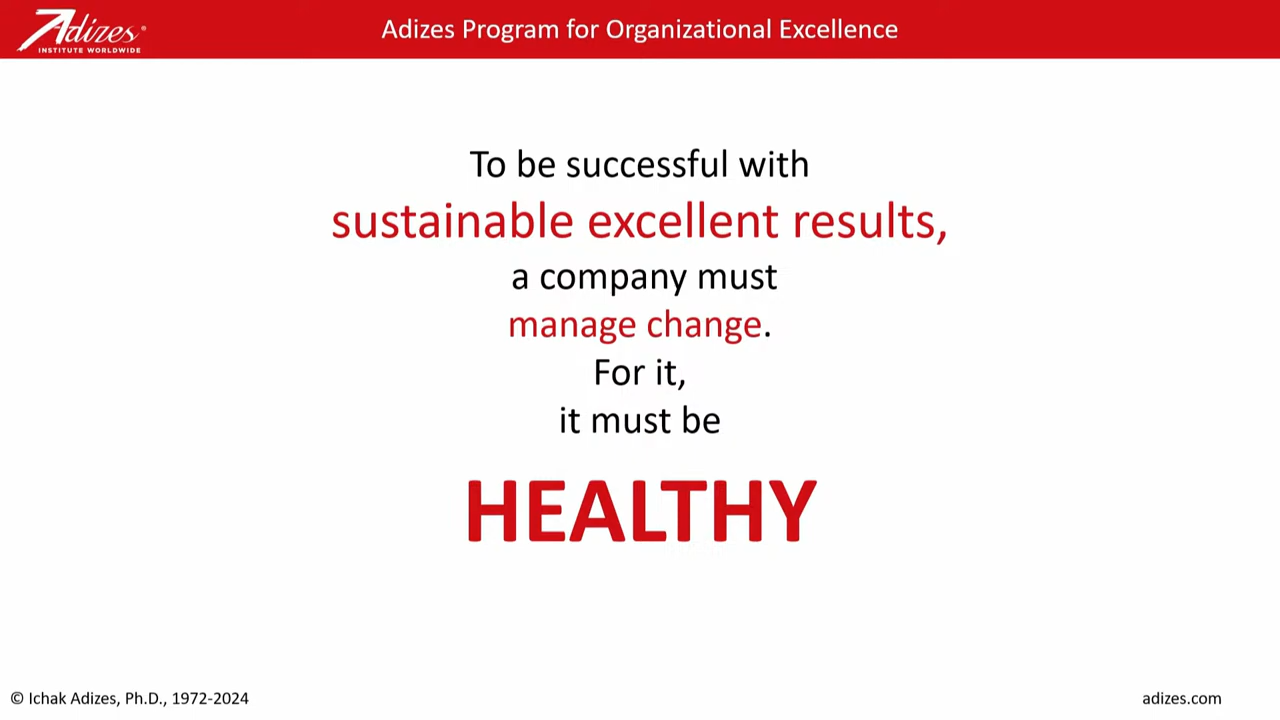 Adizes®
INSTITUTE WORLDWIDE
Adizes Program for Organizational Excellence
To be successful with
sustainable excellent results,
a company must
manage change.
For it,
it must be
HEALTHY
© Ichak Adizes, Ph.D., 1972-2024
adizes.com